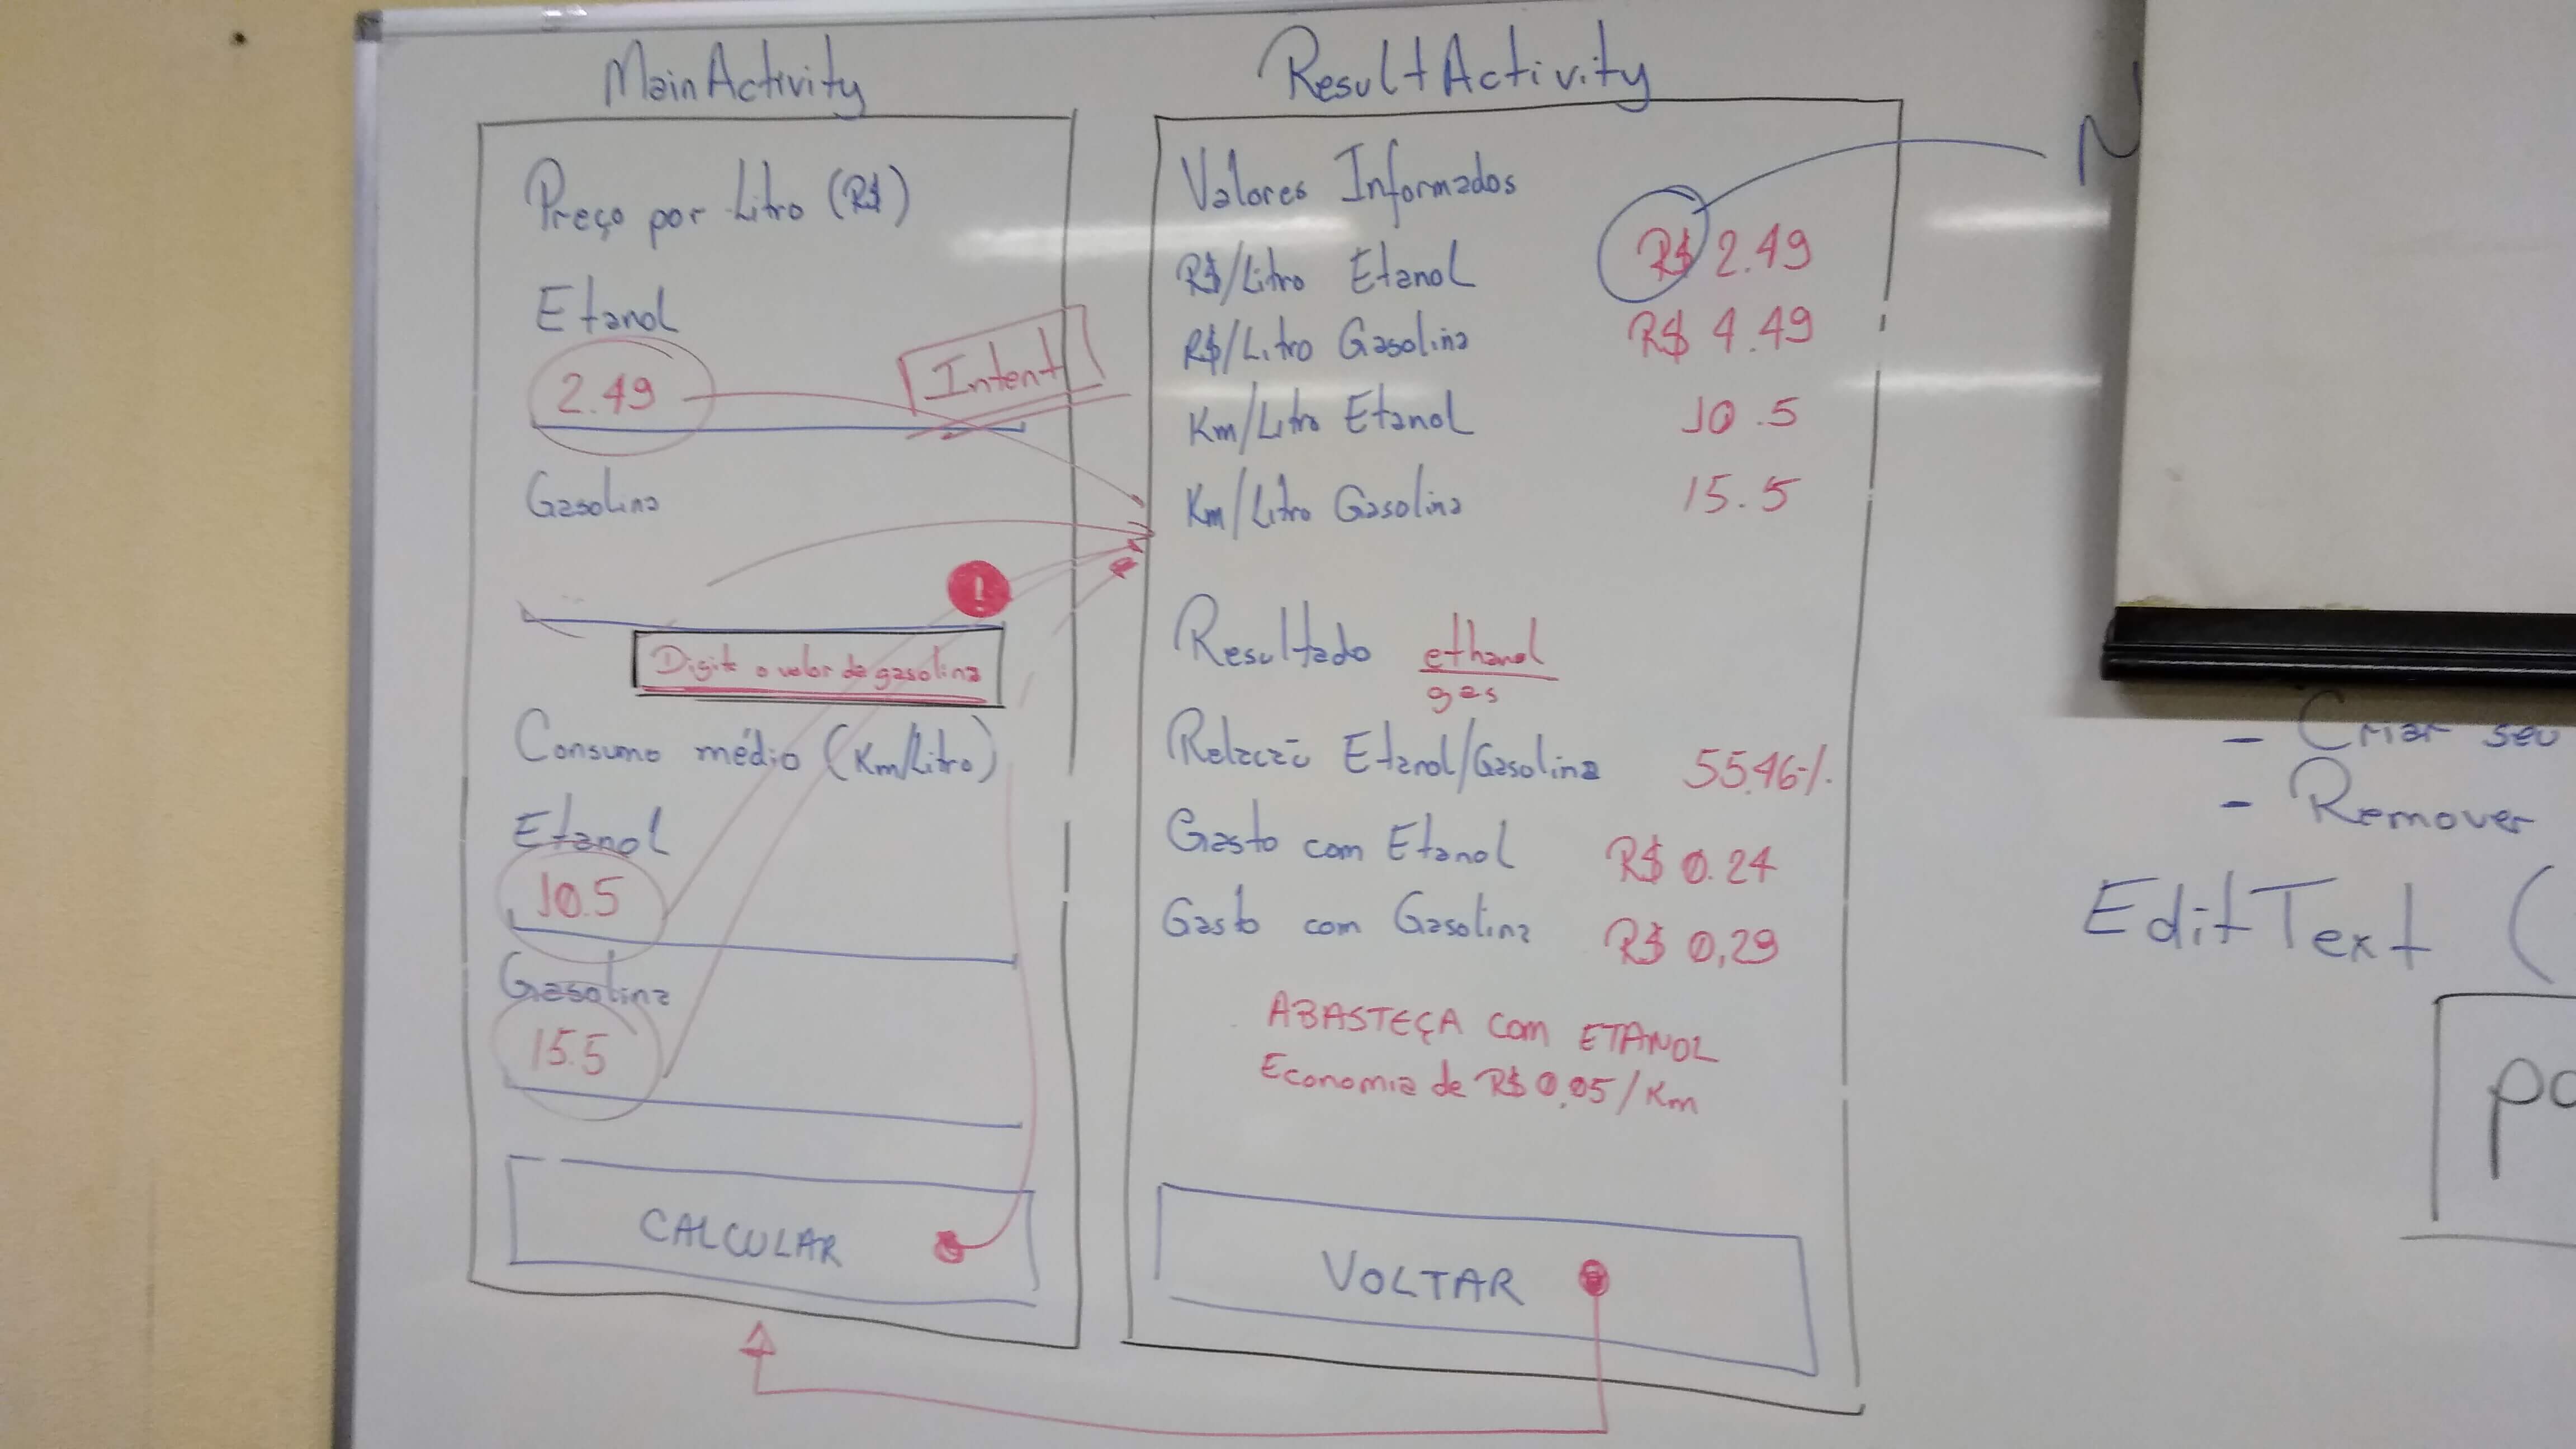 MainActivity
Preço por Litro (R$)
Etanol
2.49
Intent
Gasolina
!
Digite o valor da gasolina
Consumo médio (Km/Litro)
Etanol
10.5
Gasolina
15.5
CALCULAR
ResultActivity
Valores Informados
R$/Litro Etanol R$ 2.49
R$/Litro Gasolina R$ 4.49
Km/Litro Etanol 10.5
Km/Litro Gasolina 15.5
Resultado ethanol
gas
Relação Etanol/Gasolina 55.46%
Gasto com Etanol R$ 0.24
Gasto com Gasolina R$ 0,29
ABASTEÇA com ETANOL
Economia de R$ 0,05/Km
VOLTAR
- Criar seu
- Remover
EditText (